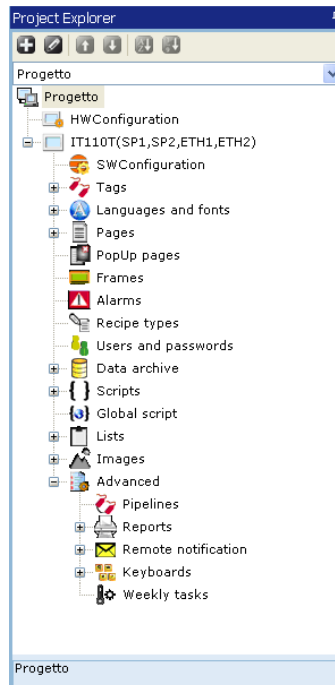 Project Explorer
Progetto
Progetto
HWConfiguration
IT110T(SP1,SP2,ETH1,ETH2)
SWConfiguration
Tags
Languages and fonts
Pages
PopUp pages
Frames
Alarms
Recipe types
Users and passwords
Data archive
Scripts
Global script
Lists
Images
Advanced
Pipelines
Reports
Remote notification
Keyboards
Weekly tasks
Progetto